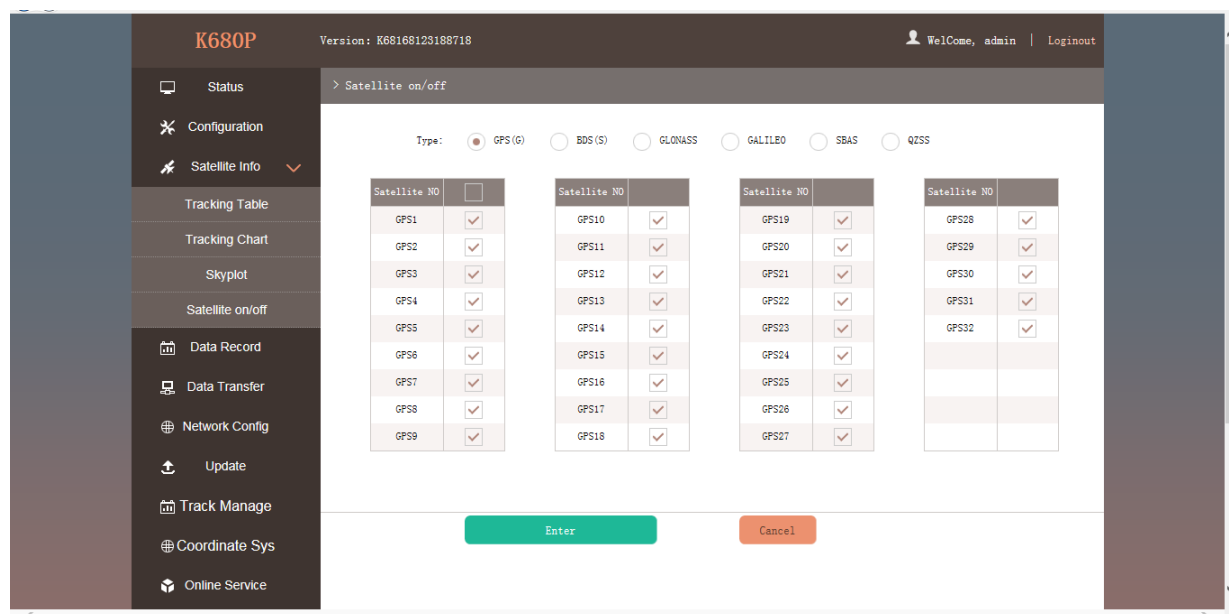 K680P
Version: K68168123188718
WelCome, admin | Loginout
Status
Configuration
Satellite Info
Tracking Table
Tracking Chart
Skyplot
Satellite on/off
Data Record
Data Transfer
Network Config
Update
Track Manage
Coordinate Sys
Online Service
> Satellite on/off
Type: GPS(G) BDS(S) GLONASS GALILEO SBAS QZSS
Satellite NO Satellite NO Satellite NO Satellite NO
GPS1 GPS10 GPS19 GPS28
GPS2 GPS11 GPS20 GPS29
GPS3 GPS12 GPS21 GPS30
GPS4 GPS13 GPS22 GPS31
GPS5 GPS14 GPS23 GPS32
GPS6 GPS15 GPS24
GPS7 GPS16 GPS25
GPS8 GPS17 GPS26
GPS9 GPS18 GPS27
Enter Cancel